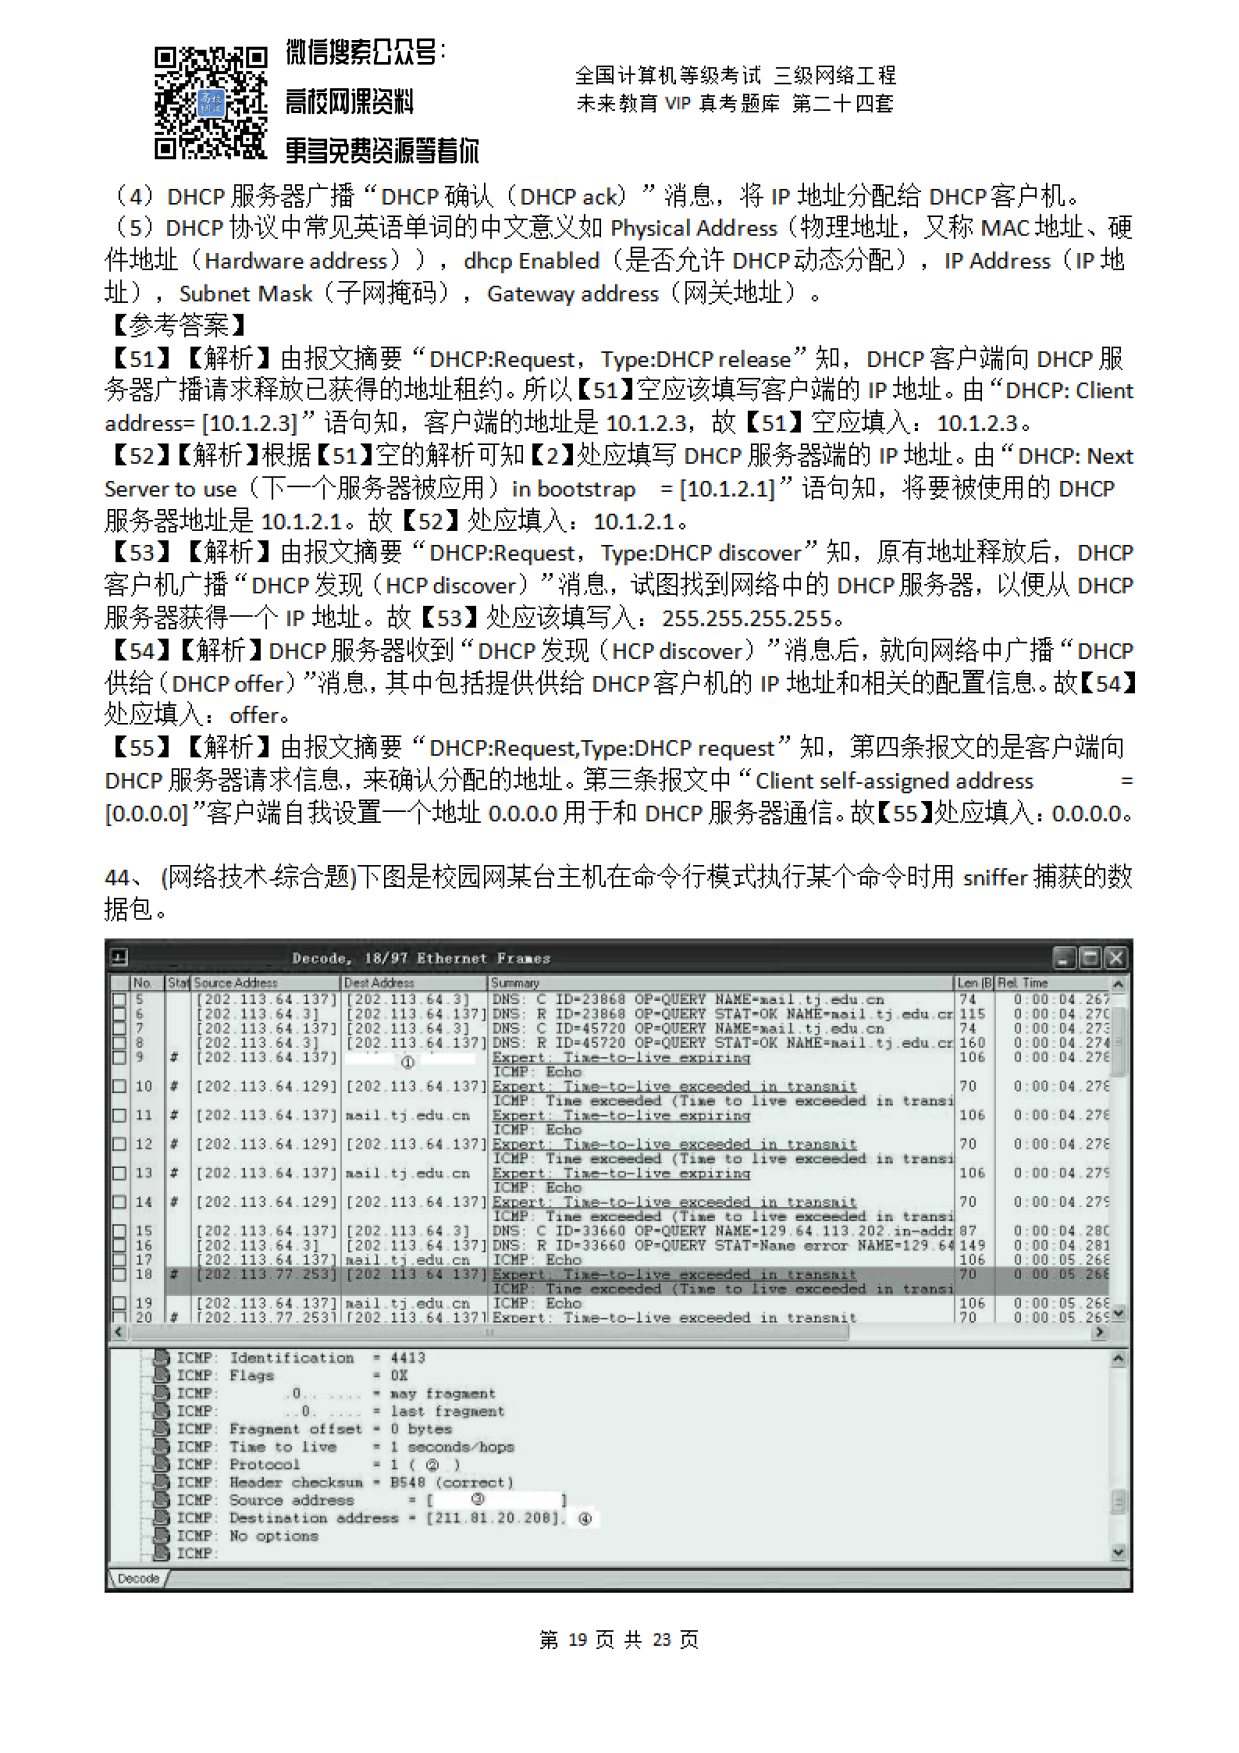 微信搜索公众号：
高校网课资料
更多免费资源等着你
全国计算机等级考试 三级网络工程
未来教育 VIP 真考题库 第二十四套
（4）DHCP 服务器广播“DHCP 确认（DHCP ack）”消息，将 IP 地址分配给 DHCP 客户机。
（5）DHCP 协议中常见英语单词的中文意义如 Physical Address（物理地址，又称 MAC 地址、硬
件地址（Hardware address）），dhcp Enabled（是否允许 DHCP 动态分配），IP Address（IP 地
址），Subnet Mask（子网掩码），Gateway address（网关地址）。
【参考答案】
【51】【解析】由报文摘要“DHCP:Request，Type:DHCP release”知，DHCP 客户端向 DHCP 服
务器广播请求释放已获得的地址租约。所以【51】空应该填写客户端的 IP 地址。由“DHCP: Client
address= [10.1.2.3]”语句知，客户端的地址是 10.1.2.3，故【51】空应填入：10.1.2.3。
【52】【解析】根据【51】空的解析可知【2】处应填写 DHCP 服务器端的 IP 地址。由“DHCP: Next
Server to use（下一个服务器被应用）in bootstrap = [10.1.2.1]”语句知，将要被使用的 DHCP
服务器地址是 10.1.2.1。故【52】处应填入：10.1.2.1。
【53】【解析】由报文摘要“DHCP:Request，Type:DHCP discover”知，原有地址释放后，DHCP
客户机广播“DHCP 发现（HCP discover）”消息，试图找到网络中的 DHCP 服务器，以便从 DHCP
服务器获得一个 IP 地址。故【53】处应该填写入：255.255.255.255。
【54】【解析】DHCP 服务器收到“DHCP 发现（HCP discover）”消息后，就向网络中广播“DHCP
供给（DHCP offer）”消息，其中包括提供供给 DHCP 客户机的 IP 地址和相关的配置信息。故【54】
处应填入：offer。
【55】【解析】由报文摘要“DHCP:Request,Type:DHCP request”知，第四条报文的是客户端向
DHCP 服务器请求信息，来确认分配的地址。第三条报文中“Client self-assigned address =
[0.0.0.0]”客户端自我设置一个地址 0.0.0.0 用于和 DHCP 服务器通信。故【55】处应填入：0.0.0.0。
44、 (网络技术-综合题)下图是校园网某台主机在命令行模式执行某个命令时用 sniffer 捕获的数
据包。
Decode, 18/97 Ethernet Frames
No. Stat Source Address Dest Address Summary Len (B Rel. Time
5 [202.113.64.137] [202.113.64.3] DNS: C ID=23868 OP=QUERY NAME=mail.tj.edu.cn 74 0:00:04.267
6 [202.113.64.3] [202.113.64.137] DNS: R ID=23868 OP=QUERY STAT=OK NAME=mail.tj.edu.cr 115 0:00:04.270
7 [202.113.64.137] [202.113.64.3] DNS: C ID=45720 OP=QUERY NAME=mail.tj.edu.cn 74 0:00:04.273
8 [202.113.64.3] [202.113.64.137] DNS: R ID=45720 OP=QUERY STAT=OK NAME=mail.tj.edu.cr 160 0:00:04.274
9 # [202.113.64.137] ① Expert: Time-to-live expiring 106 0:00:04.278
ICMP: Echo
10 # [202.113.64.129] [202.113.64.137] Expert: Time-to-live exceeded in transmit 70 0:00:04.278
ICMP: Time exceeded (Time to live exceeded in transi
11 # [202.113.64.137] mail.tj.edu.cn Expert: Time-to-live expiring 106 0:00:04.278
ICMP: Echo
12 # [202.113.64.129] [202.113.64.137] Expert: Time-to-live exceeded in transmit 70 0:00:04.278
ICMP: Time exceeded (Time to live exceeded in transi
13 # [202.113.64.137] mail.tj.edu.cn Expert: Time-to-live expiring 106 0:00:04.279
ICMP: Echo
14 # [202.113.64.129] [202.113.64.137] Expert: Time-to-live exceeded in transmit 70 0:00:04.279
ICMP: Time exceeded (Time to live exceeded in transi
15 [202.113.64.137] [202.113.64.3] DNS: C ID=33660 OP=QUERY NAME=129.64.113.202.in-addr 87 0:00:04.280
16 [202.113.64.3] [202.113.64.137] DNS: R ID=33660 OP=QUERY STAT=Name error NAME=129.64 149 0:00:04.281
17 [202.113.64.137] mail.tj.edu.cn ICMP: Echo 106 0:00:05.268
18 # [202.113.77.253] [202.113.64.137] Expert: Time-to-live exceeded in transmit 70 0:00:05.268
ICMP: Time exceeded (Time to live exceeded in transi
19 [202.113.64.137] mail.tj.edu.cn ICMP: Echo 106 0:00:05.268
20 # [202.113.77.253] [202.113.64.137] Expert: Time-to-live exceeded in transmit 70 0:00:05.269
ICMP: Identification = 4413
ICMP: Flags = 0X
ICMP: .0.. .... = may fragment
ICMP: ..0. .... = last fragment
ICMP: Fragment offset = 0 bytes
ICMP: Time to live = 1 seconds/hops
ICMP: Protocol = 1 ( ② )
ICMP: Header checksum = B548 (correct)
ICMP: Source address = [ ③ ]
ICMP: Destination address = [211.81.20.208]. ④
ICMP: No options
ICMP:
Decode
第 19 页 共 23 页